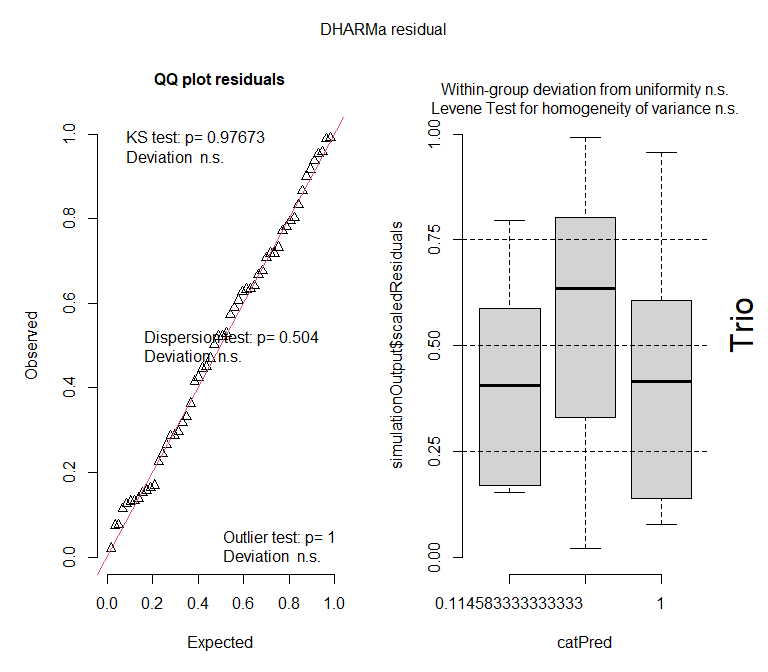 DHARMa residual
QQ plot residuals
KS test: p= 0.97673
Deviation n.s.
Dispersion test: p= 0.504
Deviation n.s.
Outlier test: p= 1
Deviation n.s.
Observed
0.0
0.2
0.4
0.6
0.8
1.0
0.0
0.2
0.4
0.6
0.8
1.0
Expected
Within-group deviation from uniformity n.s.
Levene Test for homogeneity of variance n.s.
simulationOutput$scaledResiduals
0.00
0.25
0.50
0.75
1.00
0.114583333333333
1
catPred
Trio